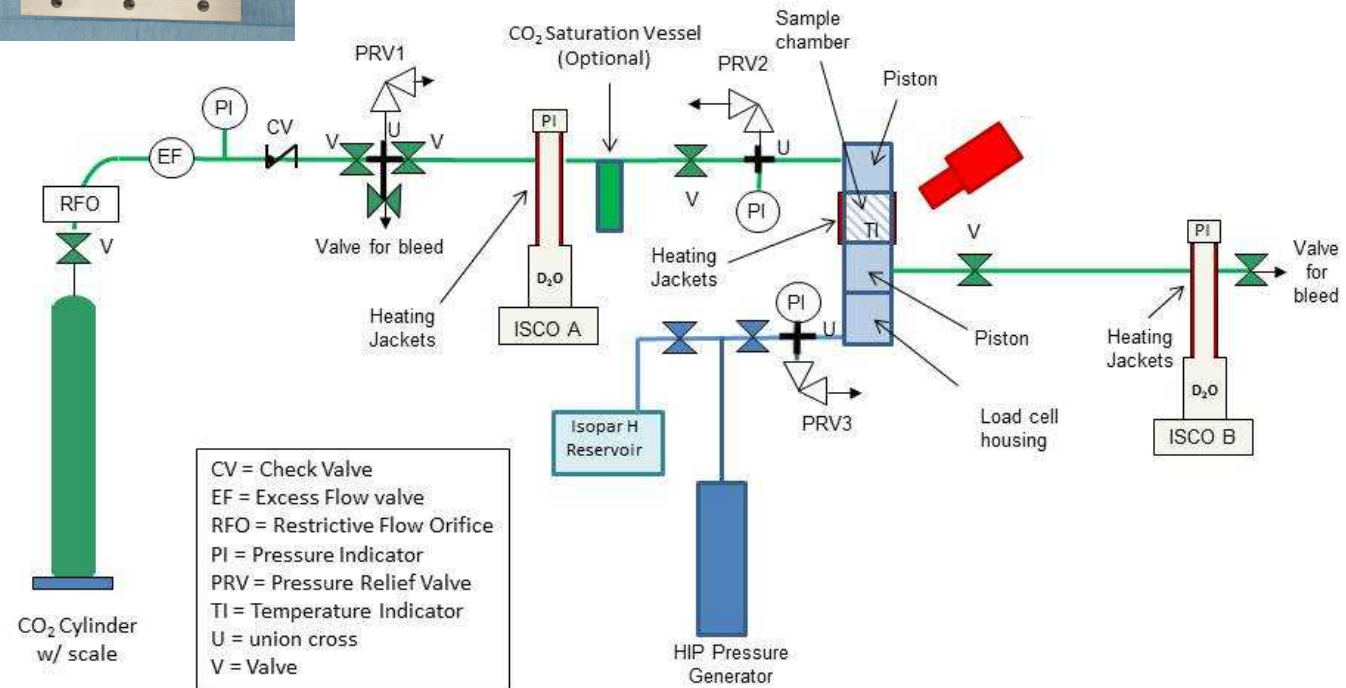 PRV1
CO₂ Saturation Vessel
(Optional)
PRV2
Sample
chamber
Piston
PI
CV
EF
V
U
V
PI
U
V
PI
TI
RFO
V
Valve for bleed
Heating
Jackets
D₂O
ISCO A
Heating
Jackets
PI
U
PRV3
Piston
Load cell
housing
V
PI
Heating
Jackets
D₂O
ISCO B
Valve
for
bleed
Isopar H
Reservoir
HIP Pressure
Generator
CO₂ Cylinder
w/ scale
CV = Check Valve
EF = Excess Flow valve
RFO = Restrictive Flow Orifice
PI = Pressure Indicator
PRV = Pressure Relief Valve
TI = Temperature Indicator
U = union cross
V = Valve